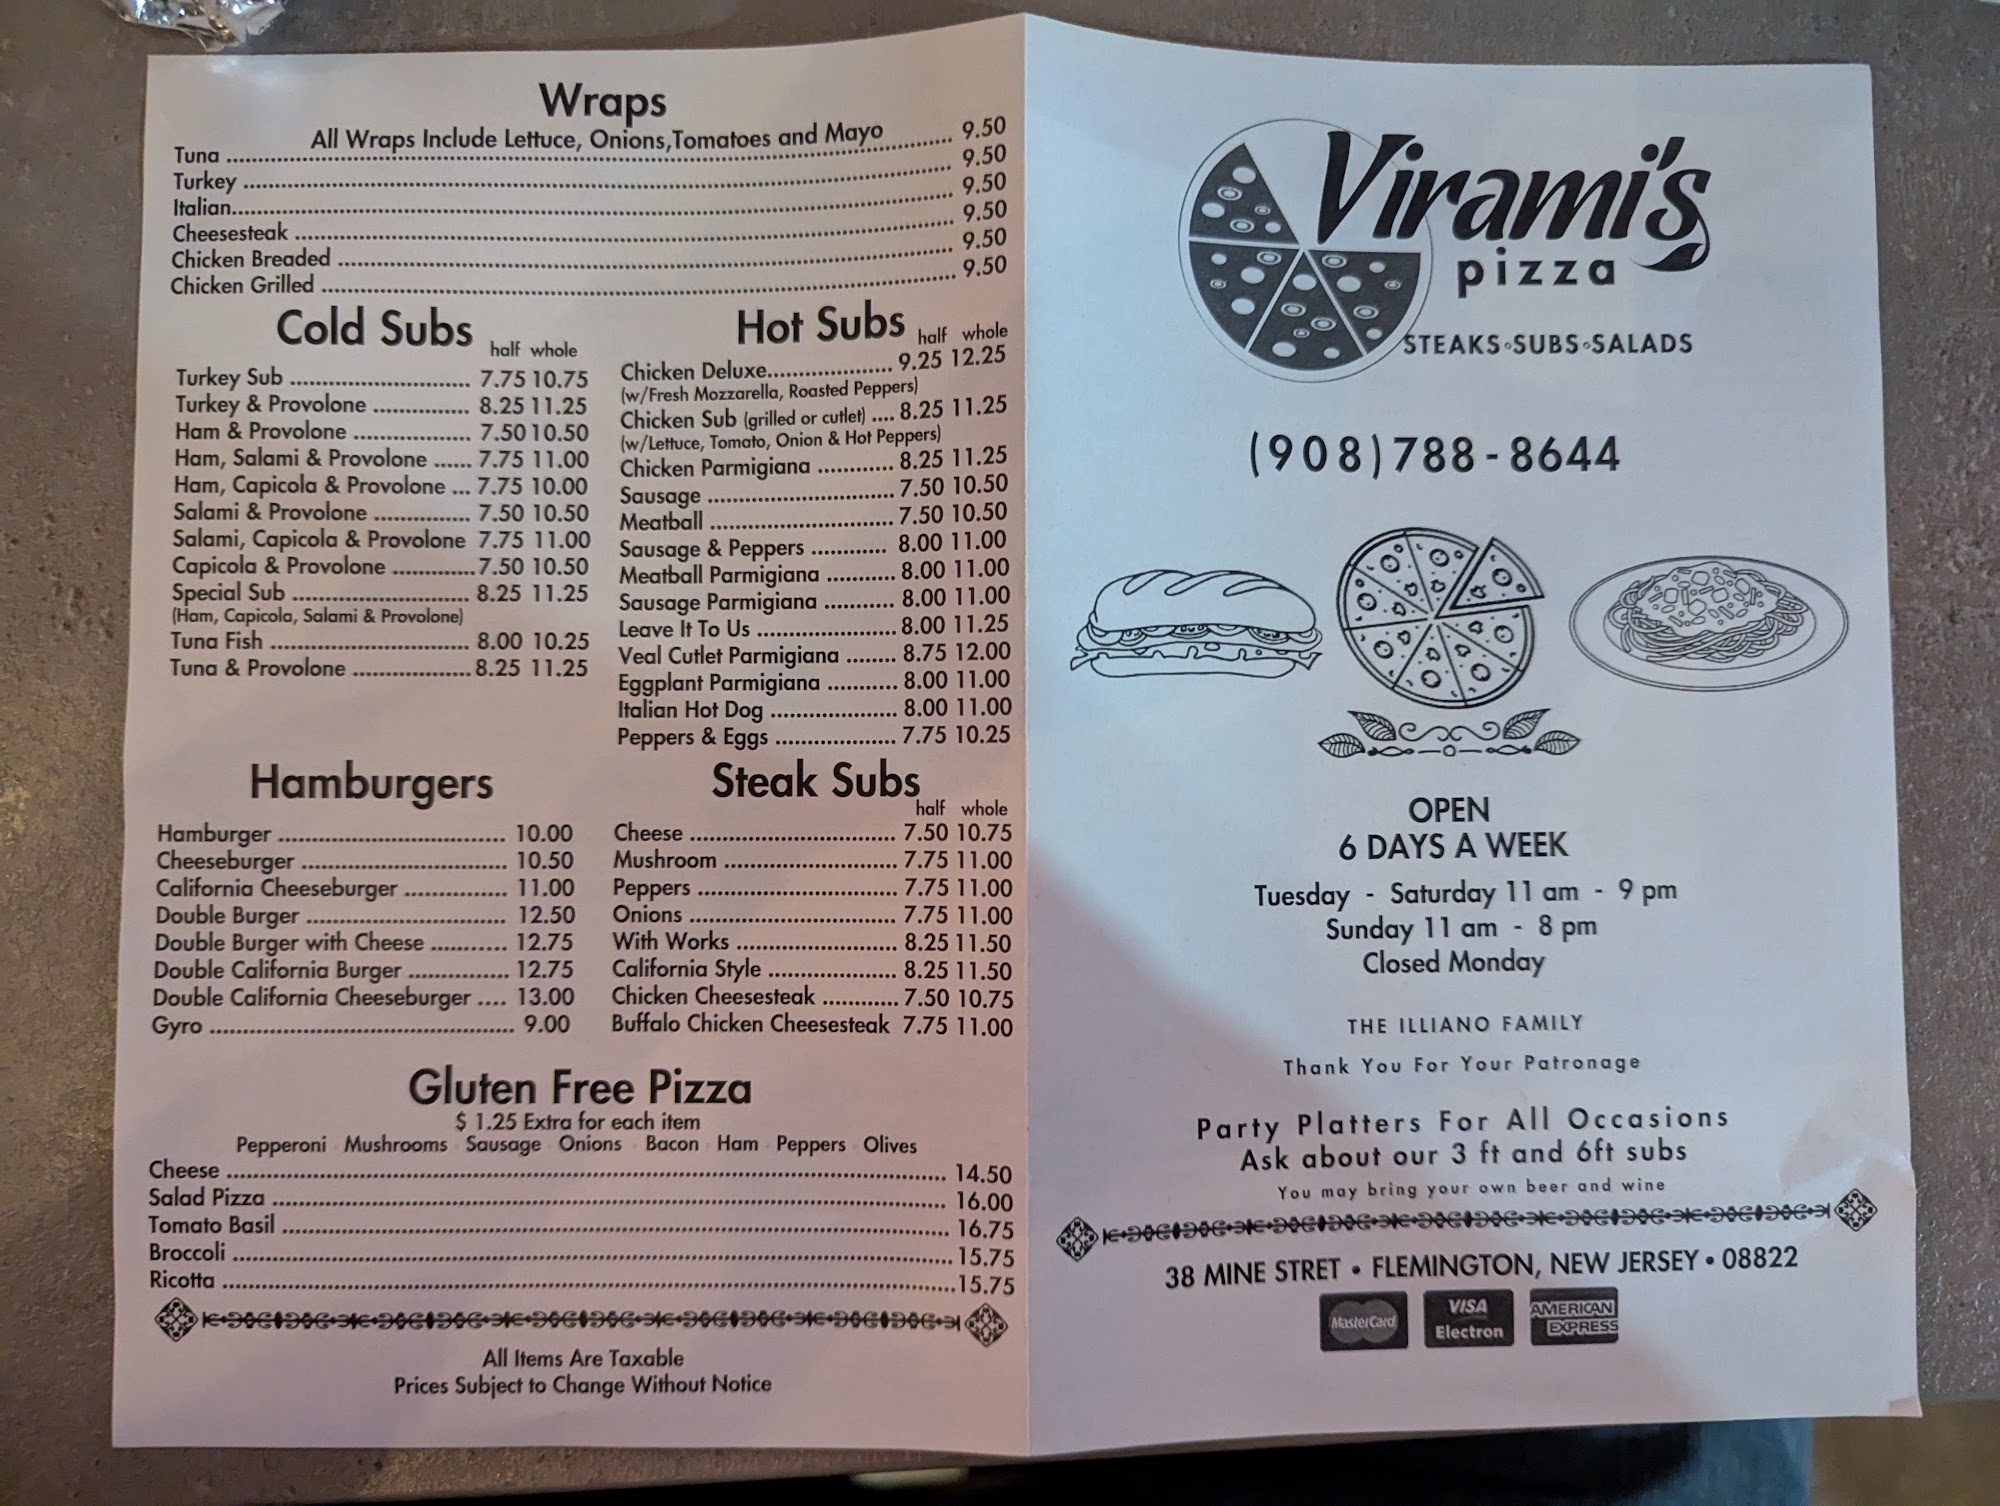 Wraps
All Wraps Include Lettuce, Onions,Tomatoes and Mayo
Tuna ........ 9.50
Turkey ........ 9.50
Italian........ 9.50
Cheesesteak ........ 9.50
Chicken Breaded ........ 9.50
Chicken Grilled ........ 9.50
Cold Subs
half whole
Turkey Sub ........ 7.75 10.75
Turkey & Provolone ........ 8.25 11.25
Ham & Provolone ........ 7.50 10.50
Ham, Salami & Provolone ...... 7.75 11.00
Ham, Capicola & Provolone ... 7.75 10.00
Salami & Provolone ........ 7.50 10.50
Salami, Capicola & Provolone 7.75 11.00
Capicola & Provolone ........ 7.50 10.50
Special Sub ........ 8.25 11.25
(Ham, Capicola, Salami & Provolone)
Tuna Fish ........ 8.00 10.25
Tuna & Provolone ........ 8.25 11.25
Hot Subs
half whole
Chicken Deluxe........ 9.25 12.25
(w/Fresh Mozzarella, Roasted Peppers)
Chicken Sub (grilled or cutlet) .... 8.25 11.25
(w/Lettuce, Tomato, Onion & Hot Peppers)
Chicken Parmigiana ........ 8.25 11.25
Sausage ........ 7.50 10.50
Meatball ........ 7.50 10.50
Sausage & Peppers ........ 8.00 11.00
Meatball Parmigiana ........ 8.00 11.00
Sausage Parmigiana ........ 8.00 11.00
Leave It To Us ........ 8.00 11.25
Veal Cutlet Parmigiana ........ 8.75 12.00
Eggplant Parmigiana ........ 8.00 11.00
Italian Hot Dog ........ 8.00 11.00
Peppers & Eggs ........ 7.75 10.25
Hamburgers
Hamburger ........ 10.00
Cheeseburger ........ 10.50
California Cheeseburger ........ 11.00
Double Burger ........ 12.50
Double Burger with Cheese ........ 12.75
Double California Burger ........ 12.75
Double California Cheeseburger .... 13.00
Gyro ........ 9.00
Steak Subs
half whole
Cheese ........ 7.50 10.75
Mushroom ........ 7.75 11.00
Peppers ........ 7.75 11.00
Onions ........ 7.75 11.00
With Works ........ 8.25 11.50
California Style ........ 8.25 11.50
Chicken Cheesesteak ........ 7.50 10.75
Buffalo Chicken Cheesesteak 7.75 11.00
Gluten Free Pizza
$ 1.25 Extra for each item
Pepperoni Mushrooms Sausage Onions Bacon Ham Peppers Olives
Cheese ........ 14.50
Salad Pizza ........ 16.00
Tomato Basil ........ 16.75
Broccoli ........ 15.75
Ricotta ........ 15.75
All Items Are Taxable
Prices Subject to Change Without Notice
Virami's
pizza
STEAKS•SUBS•SALADS
(908)788-8644
OPEN
6 DAYS A WEEK
Tuesday - Saturday 11 am - 9 pm
Sunday 11 am - 8 pm
Closed Monday
THE ILLIANO FAMILY
Thank You For Your Patronage
Party Platters For All Occasions
Ask about our 3 ft and 6ft subs
You may bring your own beer and wine
38 MINE STRET • FLEMINGTON, NEW JERSEY • 08822
MasterCard
VISA
Electron
AMERICAN
EXPRESS